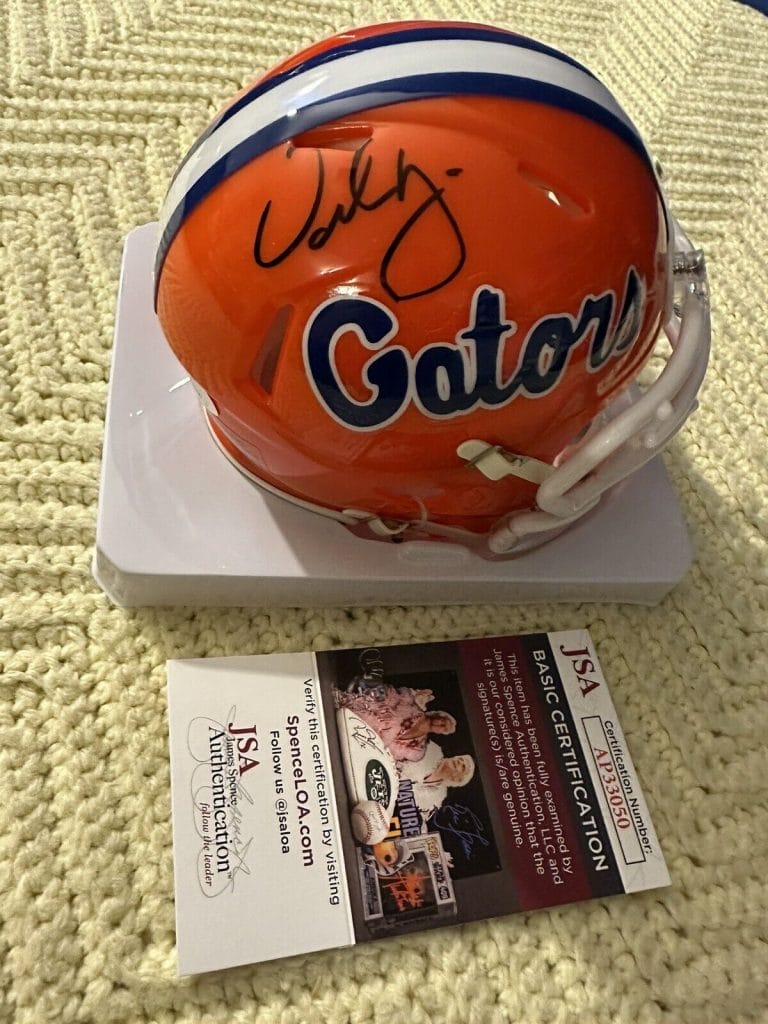 Gators
JSA
BASIC CERTIFICATION
This item has been fully examined by
James Spence Authentication, LLC and
it is our considered opinion that the
signature(s) is/are genuine.
Certification Number:
AP33050
Verify this certification by visiting
SpenceLOA.com
Follow us @jsaloa
JSA
James Spence
Authentication™
follow the leader